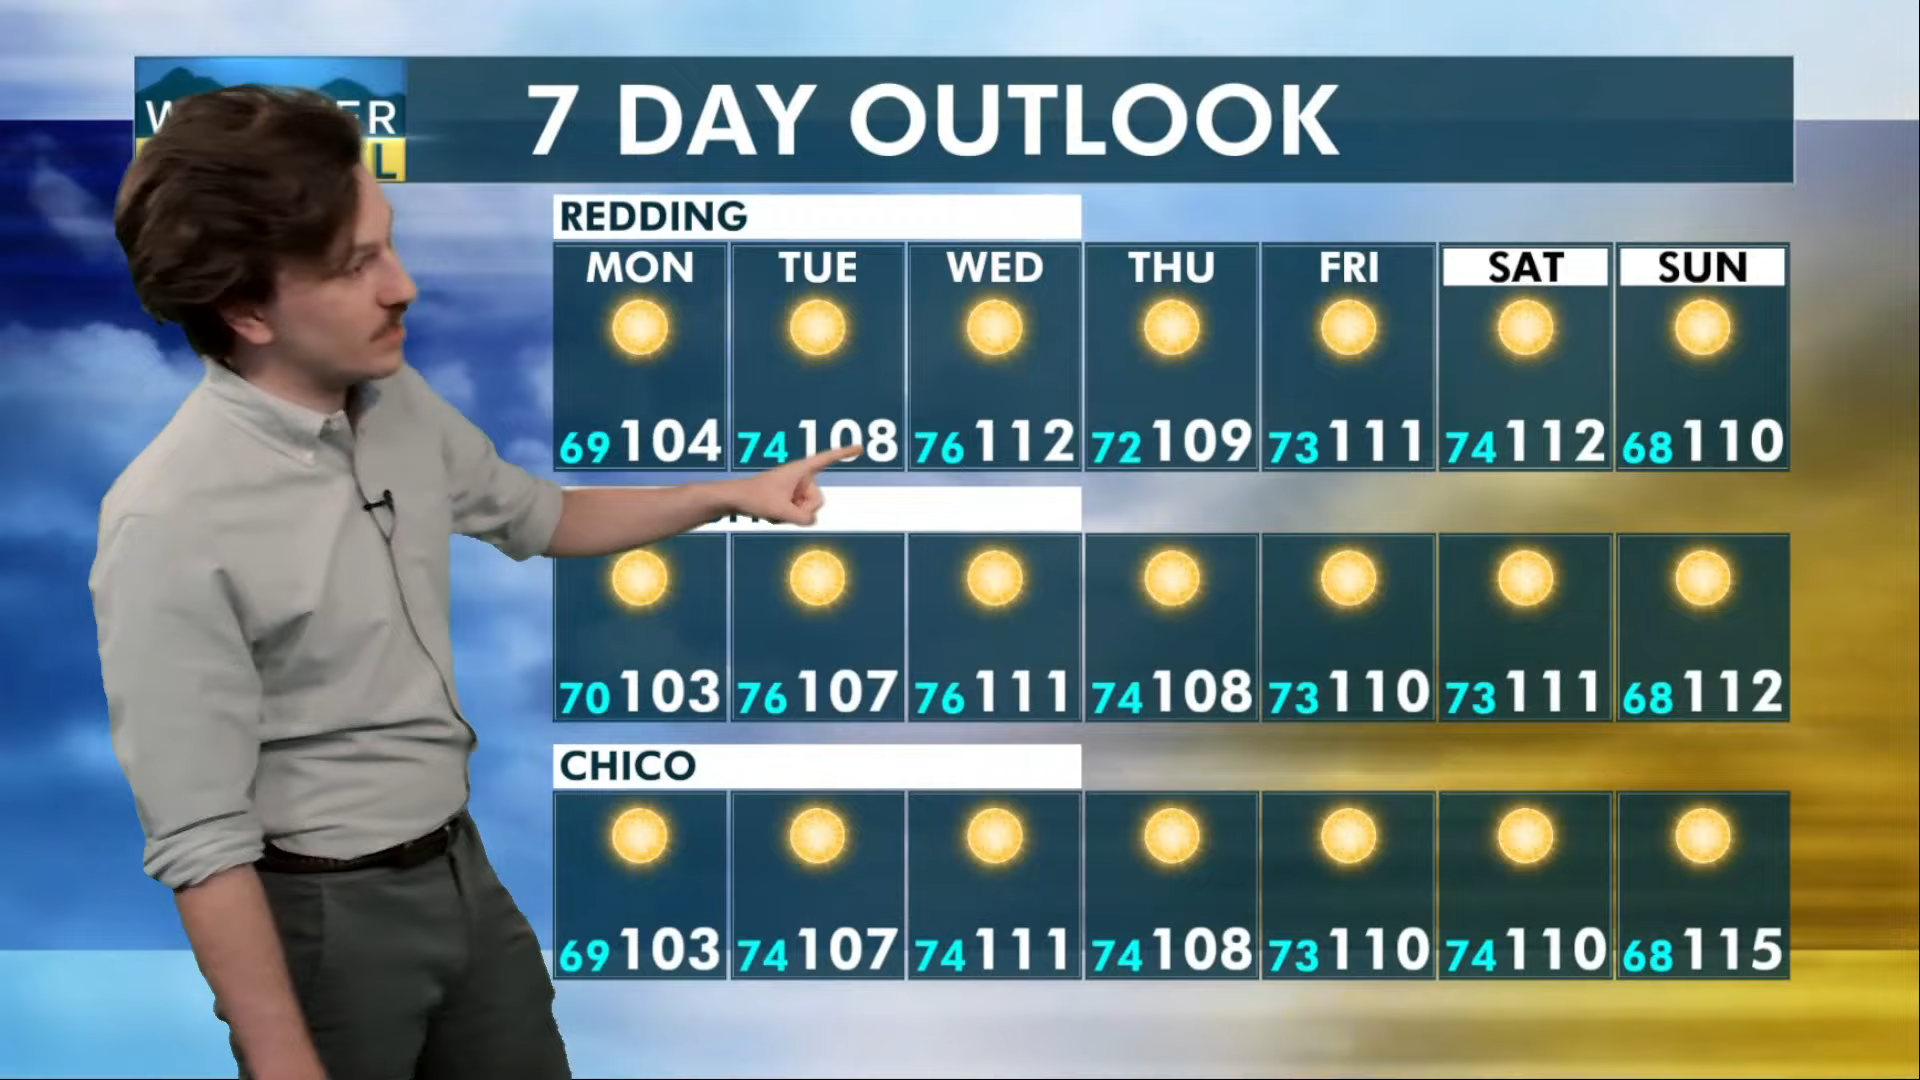 7 DAY OUTLOOK
REDDING
MON TUE WED THU FRI SAT SUN
69 104 74 108 76 112 72 109 73 111 74 112 68 110
70 103 76 107 76 111 74 108 73 110 73 111 68 112
CHICO
69 103 74 107 74 111 74 108 73 110 74 110 68 115